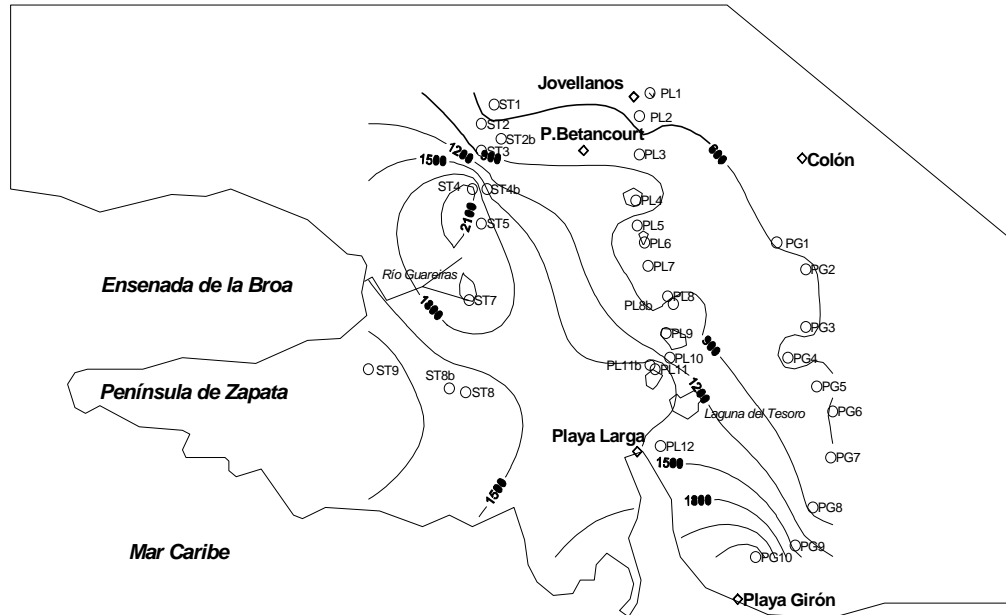 Jovellanos
PL1
ST1
PL2
ST2
600
ST2b
P.Betancourt
ST3
900
1200
1500
PL3
Colón
ST4
ST4b
2100
PL4
ST5
PL5
PL6
PG1
Río Guareiras
PL7
PG2
Ensenada de la Broa
ST7
1800
PL8
PL8b
PG3
PL9
900
PL10
PG4
PL11b
PL11
ST9
ST8b
ST8
Península de Zapata
1200
PG5
Laguna del Tesoro
PG6
Playa Larga
PL12
1500
PG7
1500
1800
PG8
Mar Caribe
PG9
PG10
Playa Girón